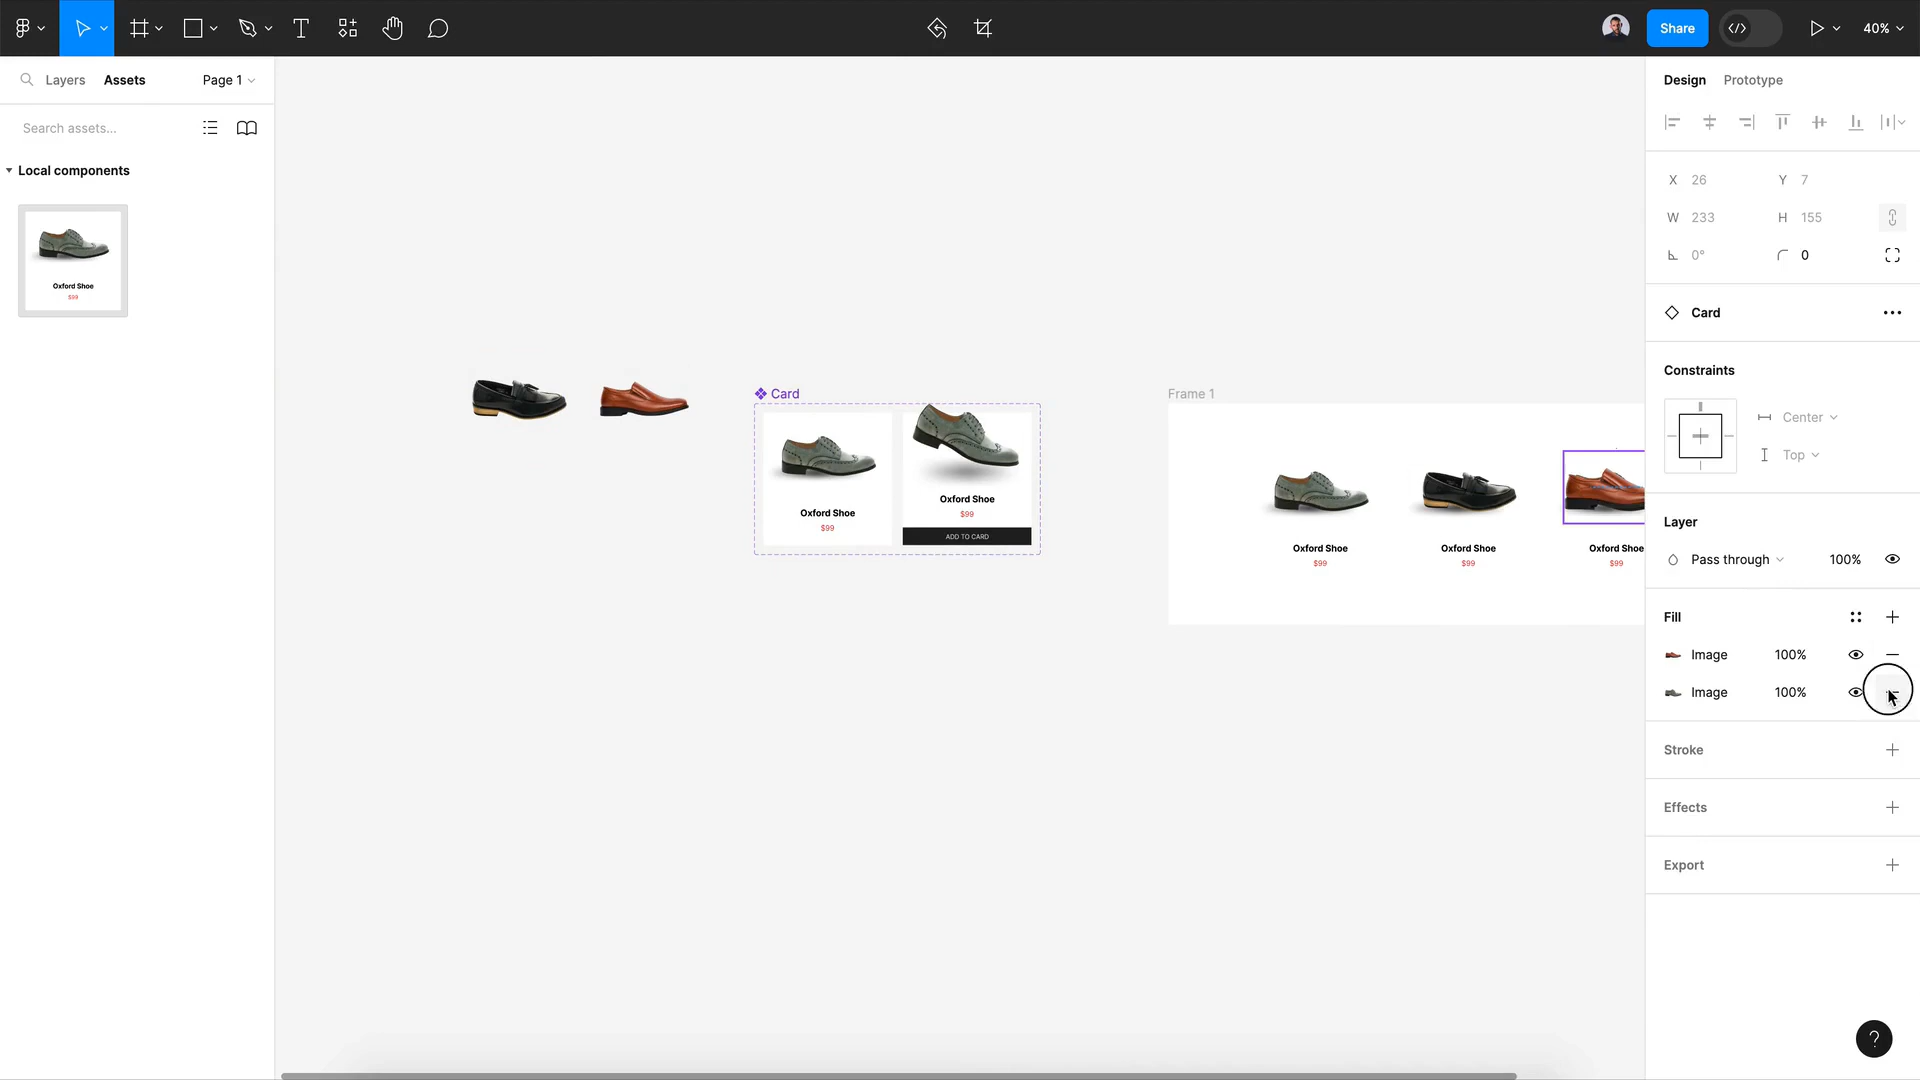 Share
40%
Layers
Assets
Page 1
Search assets...
Local components
Oxford Shoe
$99
Card
Oxford Shoe
$99
Oxford Shoe
$99
ADD TO CARD
Frame 1
Oxford Shoe
$99
Oxford Shoe
$99
Oxford Shoe
$99
Design
Prototype
X 26
Y 7
W 233
H 155
0°
0
Card
Constraints
Center
Top
Layer
Pass through
100%
Fill
Image
100%
Image
100%
Stroke
Effects
Export
?